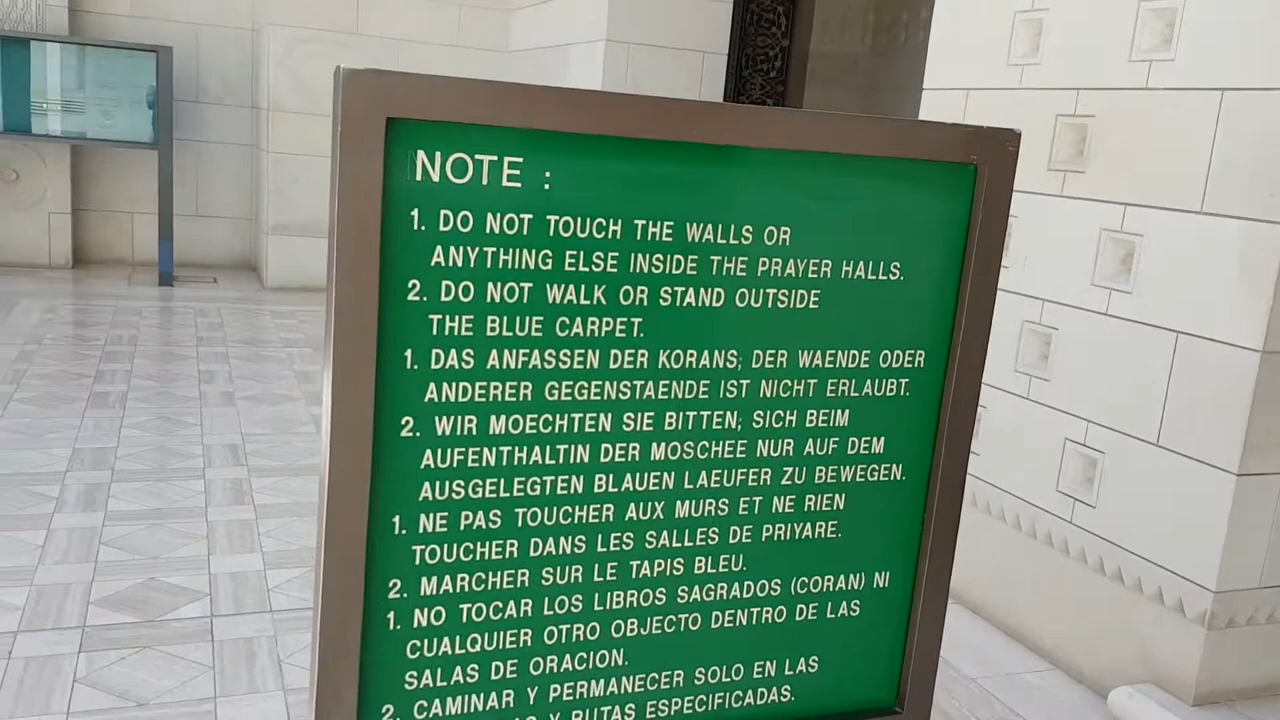 NOTE :
1. DO NOT TOUCH THE WALLS OR
ANYTHING ELSE INSIDE THE PRAYER HALLS.
2. DO NOT WALK OR STAND OUTSIDE
THE BLUE CARPET.
1. DAS ANFASSEN DER KORANS; DER WAENDE ODER
ANDERER GEGENSTAENDE IST NICHT ERLAUBT.
2. WIR MOECHTEN SIE BITTEN; SICH BEIM
AUFENTHALTIN DER MOSCHEE NUR AUF DEM
AUSGELEGTEN BLAUEN LAEUFER ZU BEWEGEN.
1. NE PAS TOUCHER AUX MURS ET NE RIEN
TOUCHER DANS LES SALLES DE PRIYARE.
2. MARCHER SUR LE TAPIS BLEU.
1. NO TOCAR LOS LIBROS SAGRADOS (CORAN) NI
CUALQUIER OTRO OBJECTO DENTRO DE LAS
SALAS DE ORACION.
2. CAMINAR Y PERMANECER SOLO EN LAS
Y RUTAS ESPECIFICADAS.